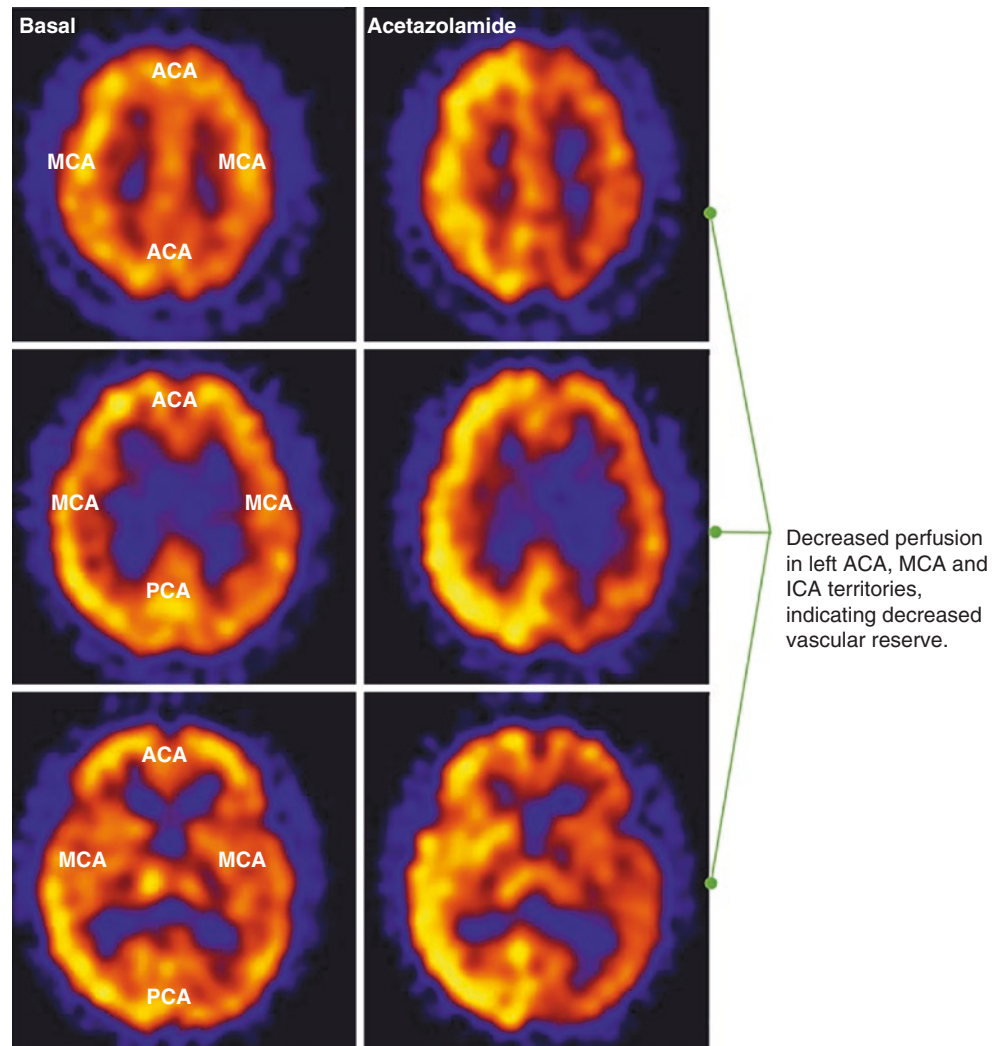 Basal
Acetazolamide
ACA
MCA
MCA
ACA
ACA
MCA
MCA
PCA
ACA
MCA
MCA
PCA
Decreased perfusion
in left ACA, MCA and
ICA territories,
indicating decreased
vascular reserve.